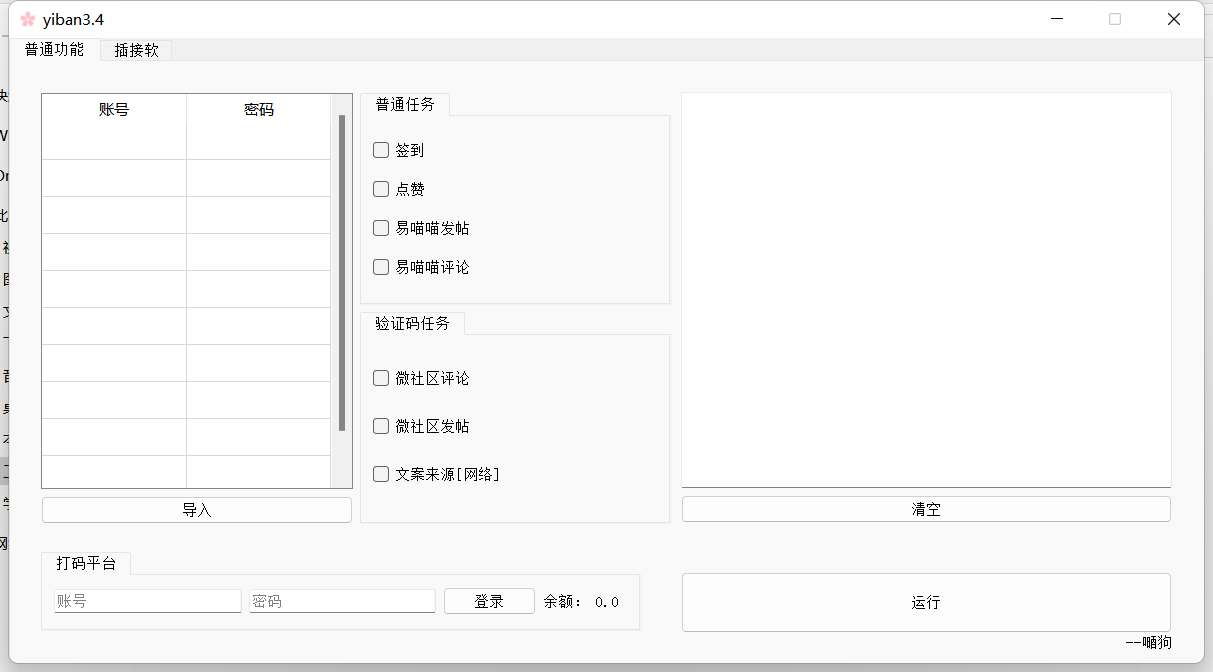 yiban3.4
普通功能 插接软
账号 密码
导入
普通任务
签到
点赞
易喵喵发帖
易喵喵评论
验证码任务
微社区评论
微社区发帖
文案来源[网络]
清空
打码平台
账号 密码 登录 余额： 0.0
运行